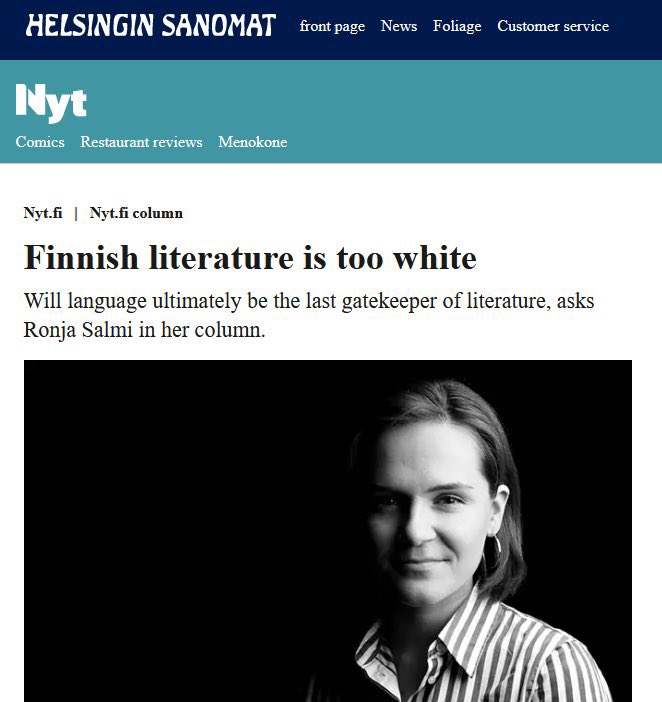 HELSINGIN SANOMAT front page News Foliage Customer service
Nyt
Comics Restaurant reviews Menokone
Nyt.fi | Nyt.fi column
Finnish literature is too white
Will language ultimately be the last gatekeeper of literature, asks
Ronja Salmi in her column.